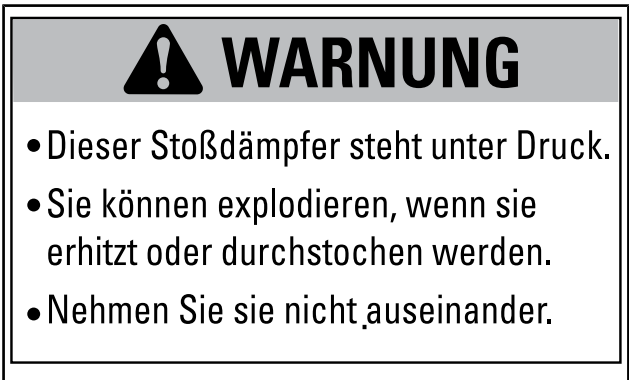 WARNUNG
• Dieser Stoßdämpfer steht unter Druck.
• Sie können explodieren, wenn sie
erhitzt oder durchstochen werden.
• Nehmen Sie sie nicht auseinander.